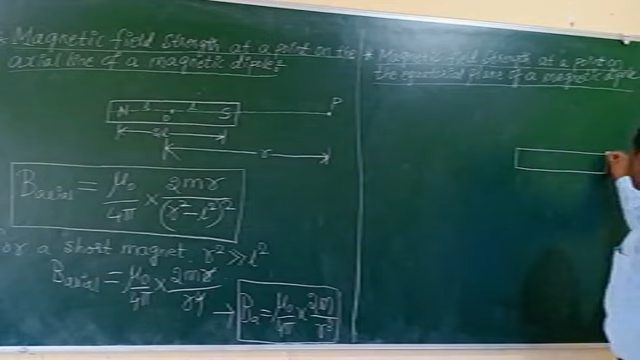 * Magnetic field strength at a point on the
axial line of a magnetic dipole:
N l O l S P
2l
r
B_axial = μ₀/4π × 2mr/(r²-l²)²
For a short magnet, r² ≫ l²
B_axial = μ₀/4π × 2mr/r⁴
→ B_a = μ₀/4π × 2m/r³
* Magnetic field strength at a point on
the equatorial plane of a magnetic dipole